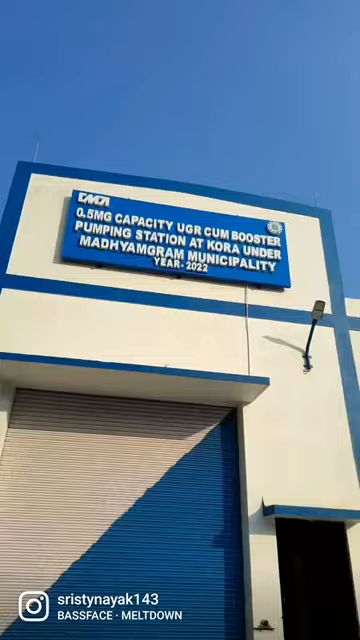 KMDA
0.5MG CAPACITY UGR CUM BOOSTER
PUMPING STATION AT KORA UNDER
MADHYAMGRAM MUNICIPALITY
YEAR- 2022
sristynayak143
BASSFACE · MELTDOWN